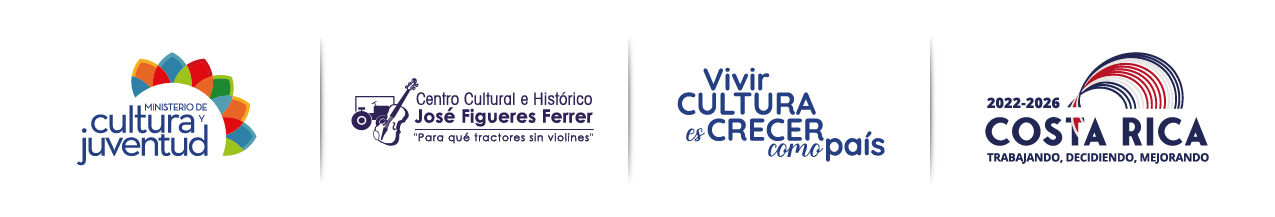 MINISTERIO DE
cultura Y
juventud
Centro Cultural e Histórico
José Figueres Ferrer
"Para qué tractores sin violines"
Vivir
CULTURA
es CRECER
como país
2022-2026
COSTA RICA
TRABAJANDO, DECIDIENDO, MEJORANDO